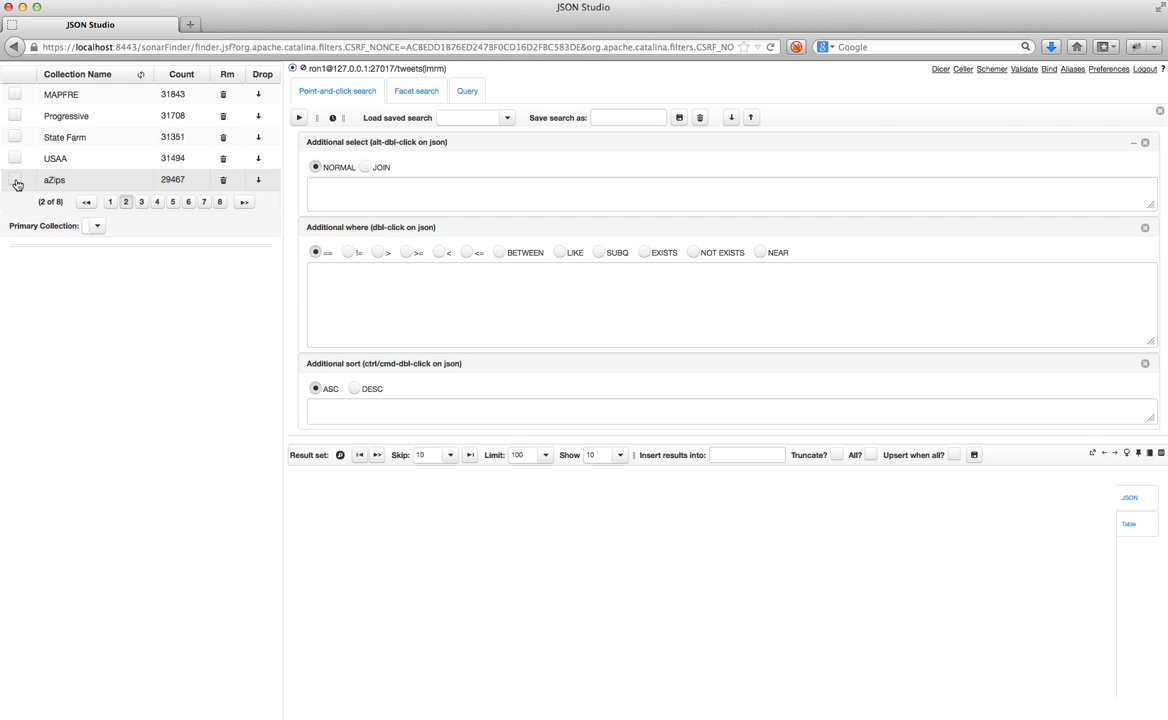 JSON Studio
JSON Studio
https://localhost:8443/sonarFinder/finder.jsf?org.apache.catalina.filters.CSRF_NONCE=ACBEDD1B76ED247BF0CD16D2FBC583DE&org.apache.catalina.filters.CSRF_NO
Google
Collection Name Count Rm Drop
MAPFRE 31843
Progressive 31708
State Farm 31351
USAA 31494
aZips 29467
(2 of 8) 1 2 3 4 5 6 7 8
Primary Collection:
ron1@127.0.0.1:27017/tweets(lmrm)
Dicer Celler Schemer Validate Bind Aliases Preferences Logout ?
Point-and-click search Facet search Query
Load saved search Save search as:
Additional select (alt-dbl-click on json)
NORMAL JOIN
Additional where (dbl-click on json)
== != > >= < <= BETWEEN LIKE SUBQ EXISTS NOT EXISTS NEAR
Additional sort (ctrl/cmd-dbl-click on json)
ASC DESC
Result set: Skip: 10 Limit: 100 Show 10 Insert results into: Truncate? All? Upsert when all?
JSON
Table